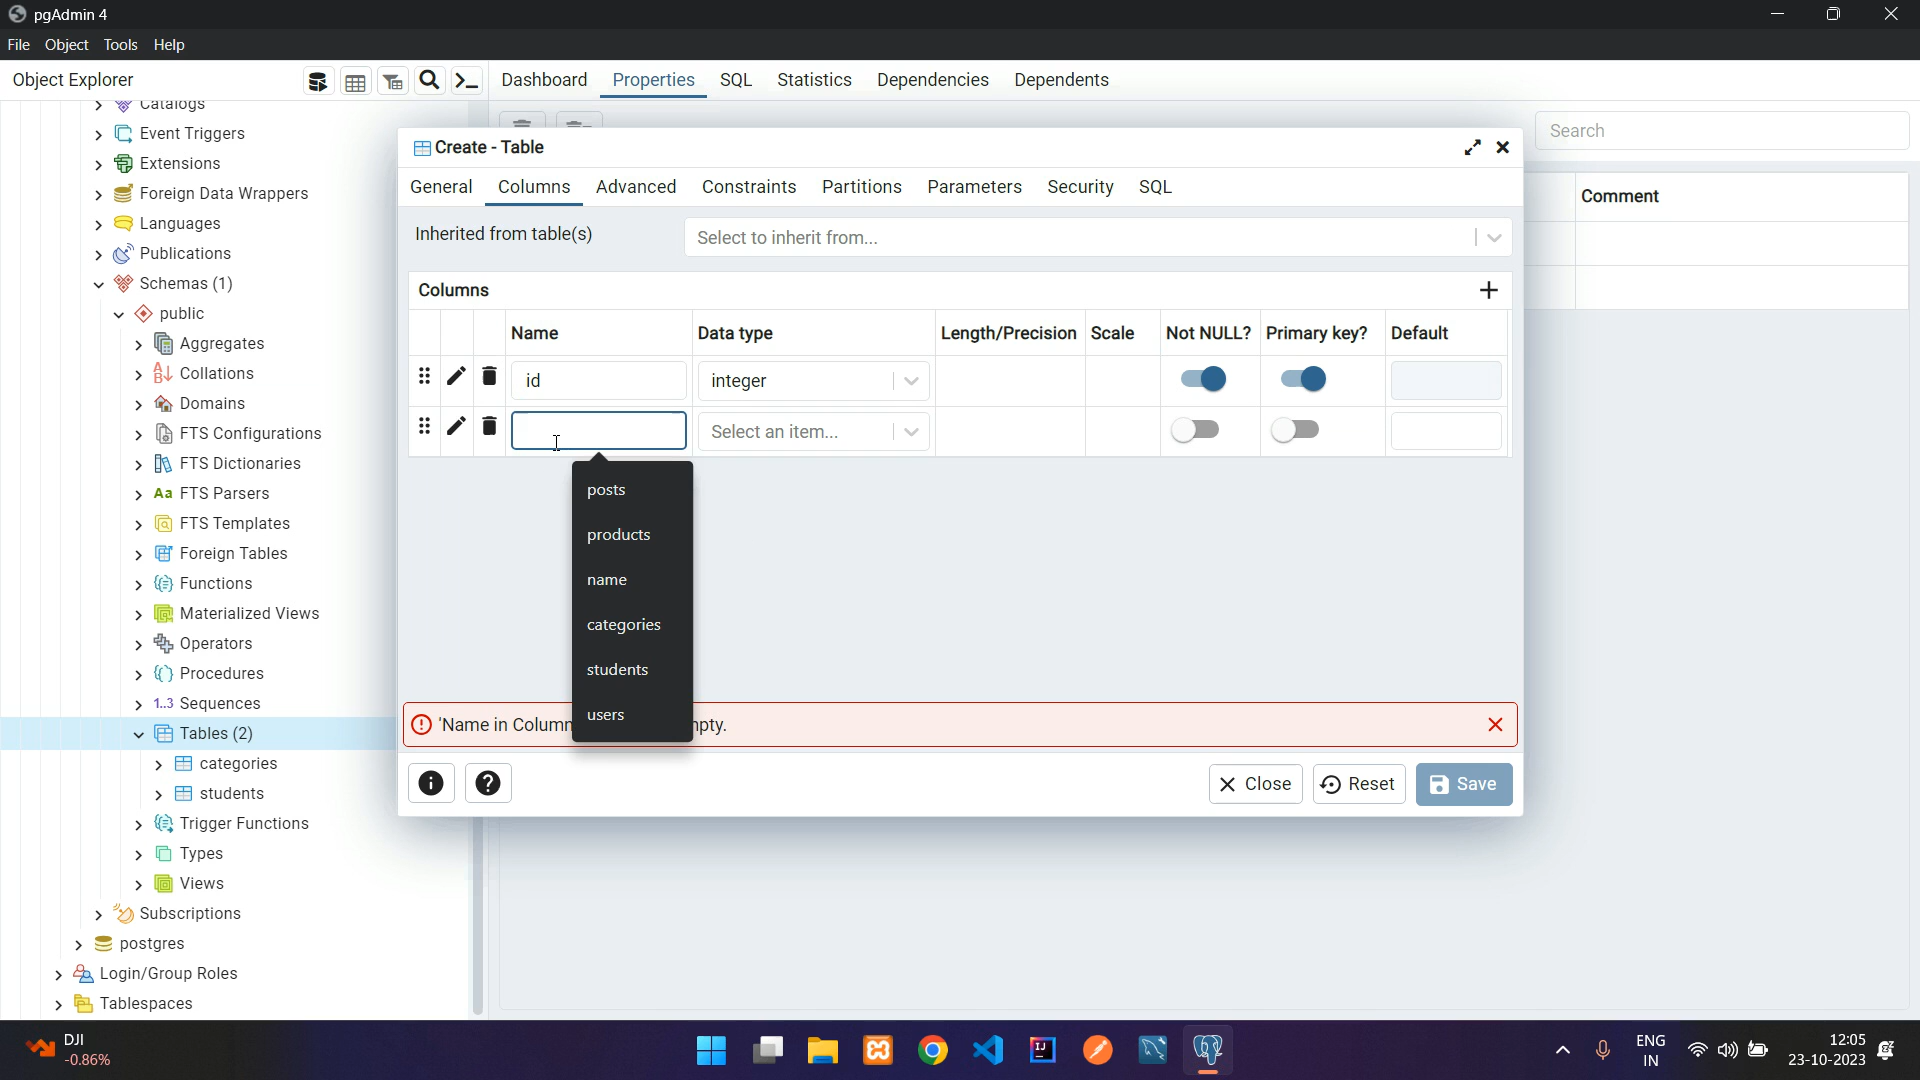 pgAdmin 4
File Object Tools Help
Object Explorer
Dashboard Properties SQL Statistics Dependencies Dependents
Catalogs
Event Triggers
Extensions
Foreign Data Wrappers
Languages
Publications
Schemas (1)
public
Aggregates
Collations
Domains
FTS Configurations
FTS Dictionaries
Aa FTS Parsers
FTS Templates
Foreign Tables
Functions
Materialized Views
Operators
Procedures
1..3 Sequences
Tables (2)
categories
students
Trigger Functions
Types
Views
Subscriptions
postgres
Login/Group Roles
Tablespaces
Search
Comment
Create - Table
General Columns Advanced Constraints Partitions Parameters Security SQL
Inherited from table(s) Select to inherit from...
Columns
Name Data type Length/Precision Scale Not NULL? Primary key? Default
id integer
Select an item...
posts
products
name
categories
students
users
'Name in Column
Close Reset Save
DJI
-0.86%
ENG
IN
12:05
23-10-2023